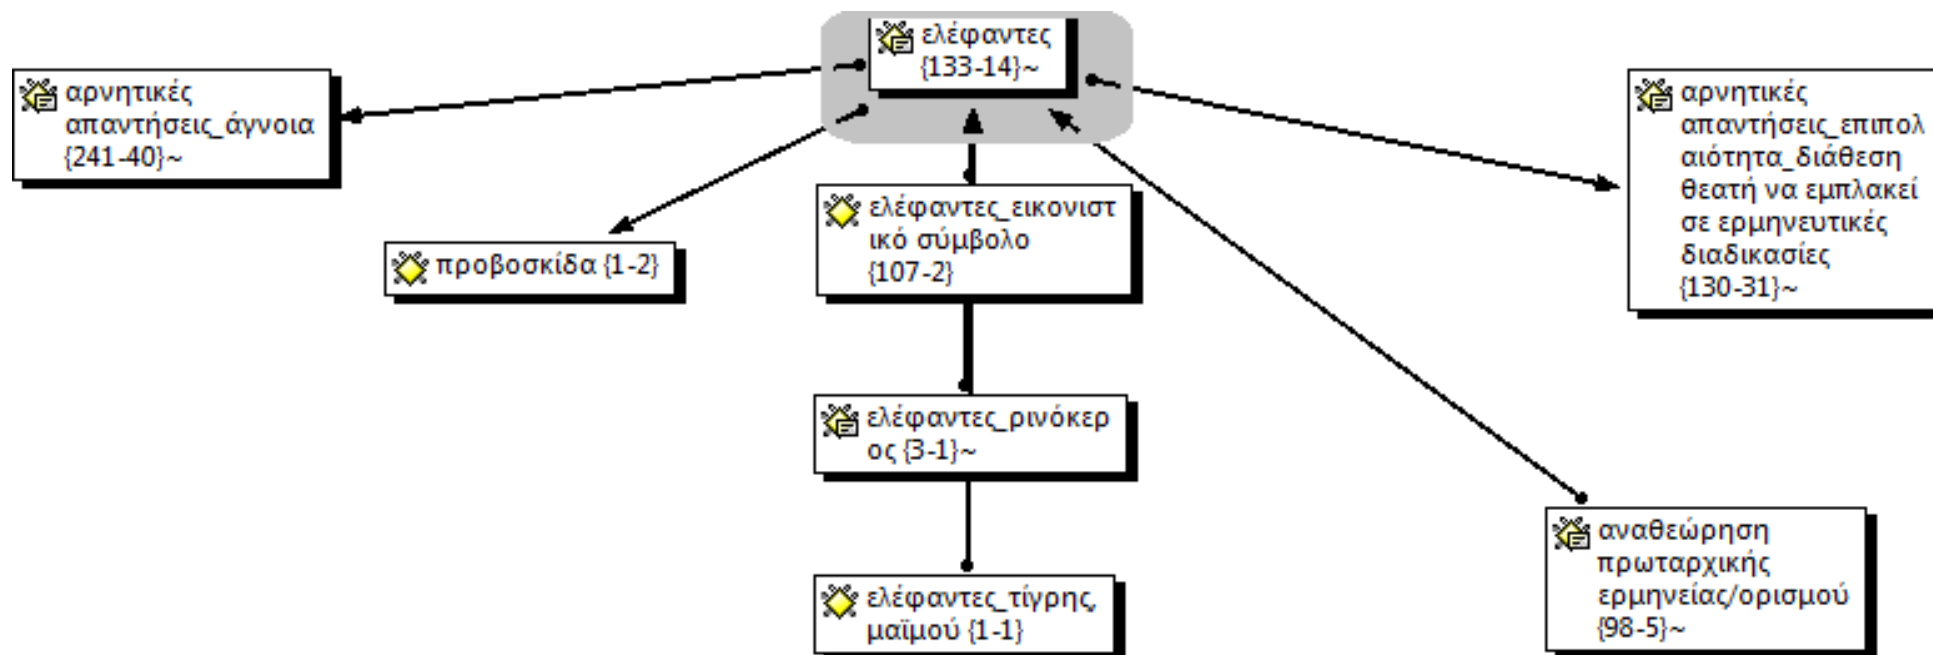 ελέφαντες
{133-14}~
αρνητικές
απαντήσεις_άγνοια
{241-40}~
αρνητικές
απαντήσεις_επιπολ
αιότητα_διάθεση
θεατή να εμπλακεί
σε ερμηνευτικές
διαδικασίες
{130-31}~
προβοσκίδα {1-2}
ελέφαντες_εικονιστ
ικό σύμβολο
{107-2}
ελέφαντες_ρινόκερ
ος {3-1}~
αναθεώρηση
πρωταρχικής
ερμηνείας/ορισμού
{98-5}~
ελέφαντες_τίγρης,
μαϊμού {1-1}